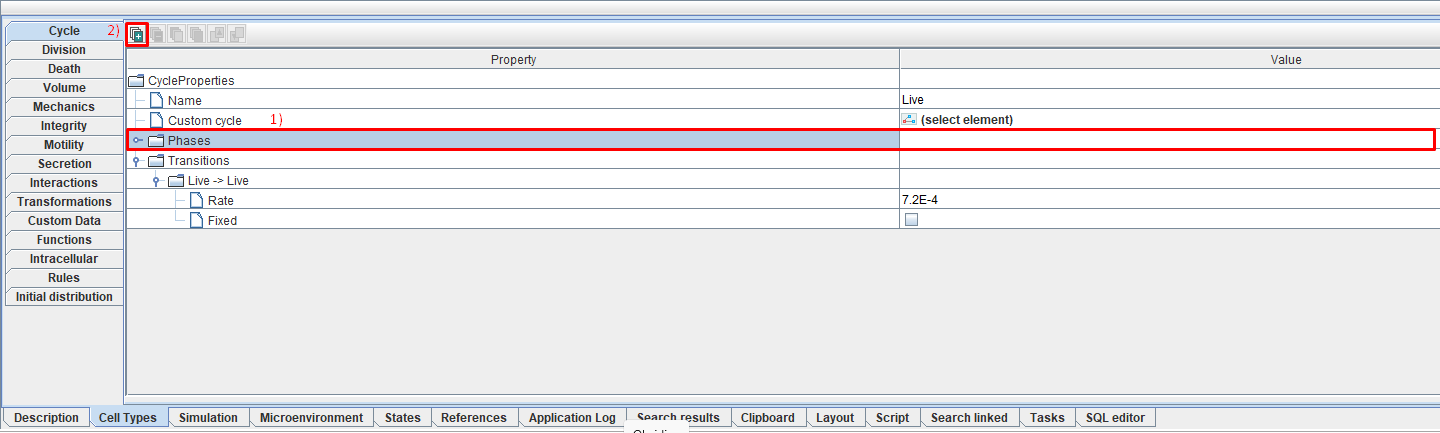 Cycle 2)
Division
Death
Volume
Mechanics
Integrity
Motility
Secretion
Interactions
Transformations
Custom Data
Functions
Intracellular
Rules
Initial distribution
Property Value
CycleProperties
Name Live
Custom cycle 1) (select element)
Phases
Transitions
Live -> Live
Rate 7.2E-4
Fixed
Description Cell Types Simulation Microenvironment States References Application Log Search results Clipboard Layout Script Search linked Tasks SQL editor